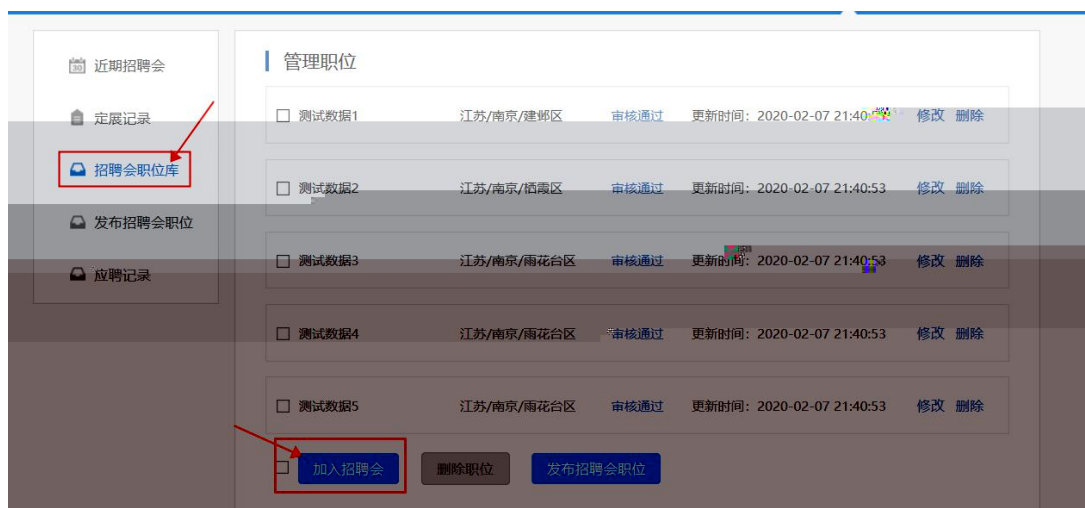 近期招聘会
定展记录
招聘会职位库
发布招聘会职位
应聘记录
管理职位
测试数据1 江苏/南京/建邺区 审核通过 更新时间：2020-02-07 21:40: 修改 删除
测试数据2 江苏/南京/栖霞区 审核通过 更新时间：2020-02-07 21:40:53 修改 删除
测试数据3 江苏/南京/雨花台区 审核通过 更新时间：2020-02-07 21:40:53 修改 删除
测试数据4 江苏/南京/雨花台区 审核通过 更新时间：2020-02-07 21:40:53 修改 删除
测试数据5 江苏/南京/雨花台区 审核通过 更新时间：2020-02-07 21:40:53 修改 删除
加入招聘会 删除职位 发布招聘会职位